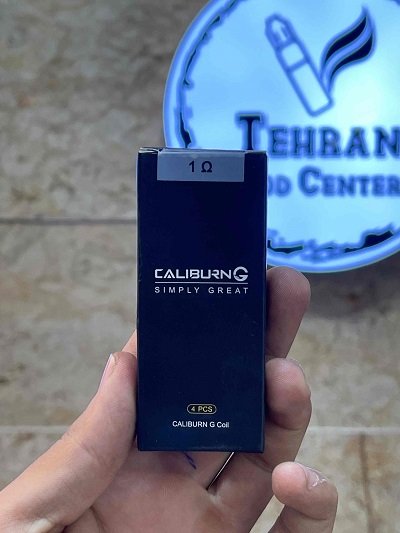 TEHRAN
OD CENTER
1 Ω
CALIBURN G
SIMPLY GREAT
4 PCS
CALIBURN G Coil